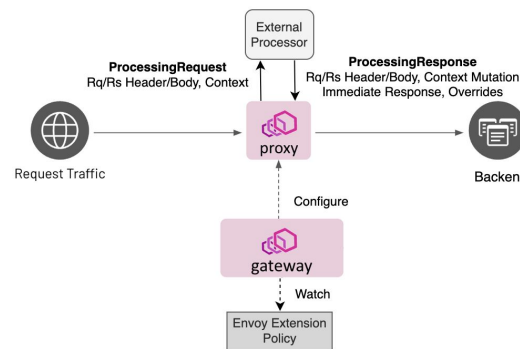 External
Processor
ProcessingRequest
Rq/Rs Header/Body, Context
ProcessingResponse
Rq/Rs Header/Body, Context Mutation
Immediate Response, Overrides
proxy
Request Traffic
Backen
Configure
gateway
Watch
Envoy Extension
Policy